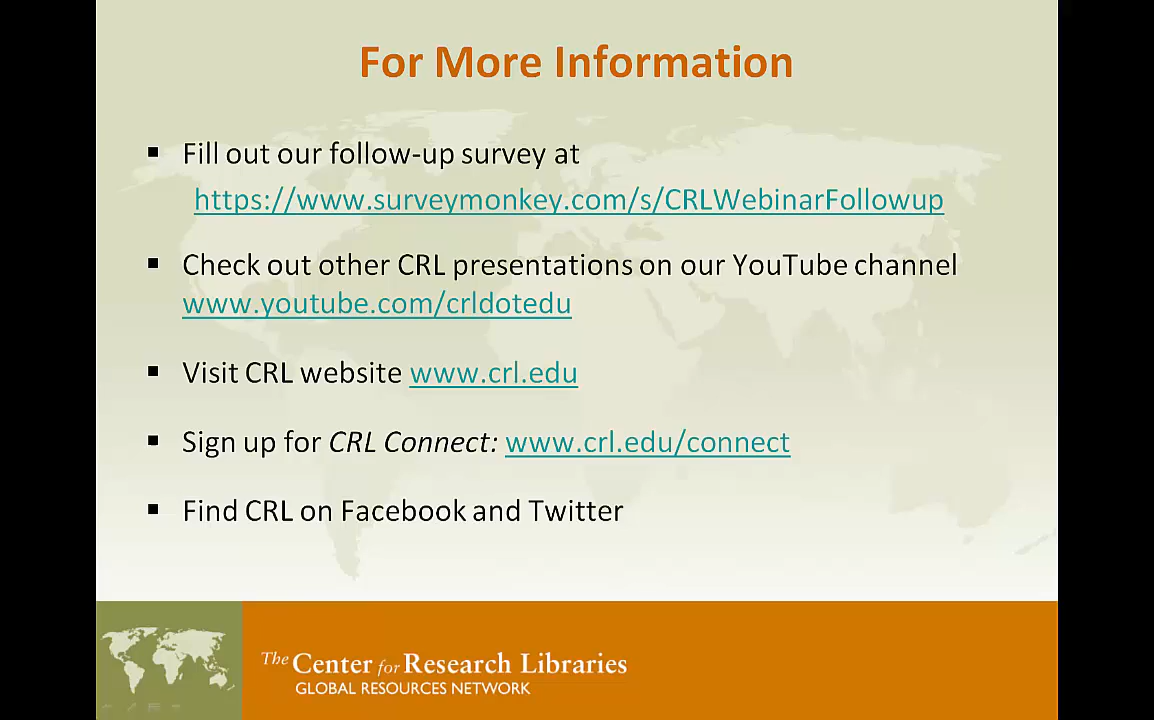 For More Information
▪ Fill out our follow-up survey at
https://www.surveymonkey.com/s/CRLWebinarFollowup
▪ Check out other CRL presentations on our YouTube channel
www.youtube.com/crldotedu
▪ Visit CRL website www.crl.edu
▪ Sign up for CRL Connect: www.crl.edu/connect
▪ Find CRL on Facebook and Twitter
The Center for Research Libraries
GLOBAL RESOURCES NETWORK